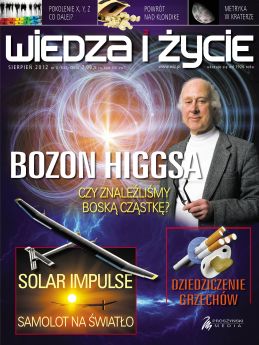 POKOLENIE X, Y, Z
CO DALEJ?
POWRÓT
NAD KLONDIKE
METRYKA
W KRATERZE
WIEDZA I ŻYCIE
SIERPIEŃ 2012
BOZON HIGGSA
CZY ZNALEŹLIŚMY
BOSKĄ CZĄSTKĘ?
SOLAR IMPULSE
SAMOLOT NA ŚWIATŁO
DZIEDZICZENIE
GRZECHÓW
PRÓSZYŃSKI
MEDIA